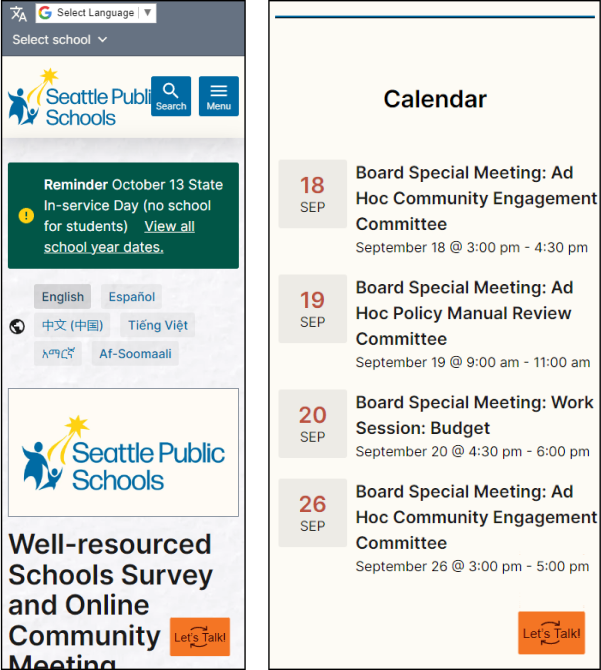 Select Language ▼
Select school
Seattle Public
Schools
Search
Menu
Reminder October 13 State
In-service Day (no school
for students) View all
school year dates.
English Español
中文 (中国) Tiếng Việt
አማርኛ Af-Soomaali
Seattle Public
Schools
Well-resourced
Schools Survey
and Online
Community
Meeting
Let's Talk!
Calendar
18
SEP
Board Special Meeting: Ad
Hoc Community Engagement
Committee
September 18 @ 3:00 pm - 4:30 pm
19
SEP
Board Special Meeting: Ad
Hoc Policy Manual Review
Committee
September 19 @ 9:00 am - 11:00 am
20
SEP
Board Special Meeting: Work
Session: Budget
September 20 @ 4:30 pm - 6:00 pm
26
SEP
Board Special Meeting: Ad
Hoc Community Engagement
Committee
September 26 @ 3:00 pm - 5:00 pm
Let's Talk!